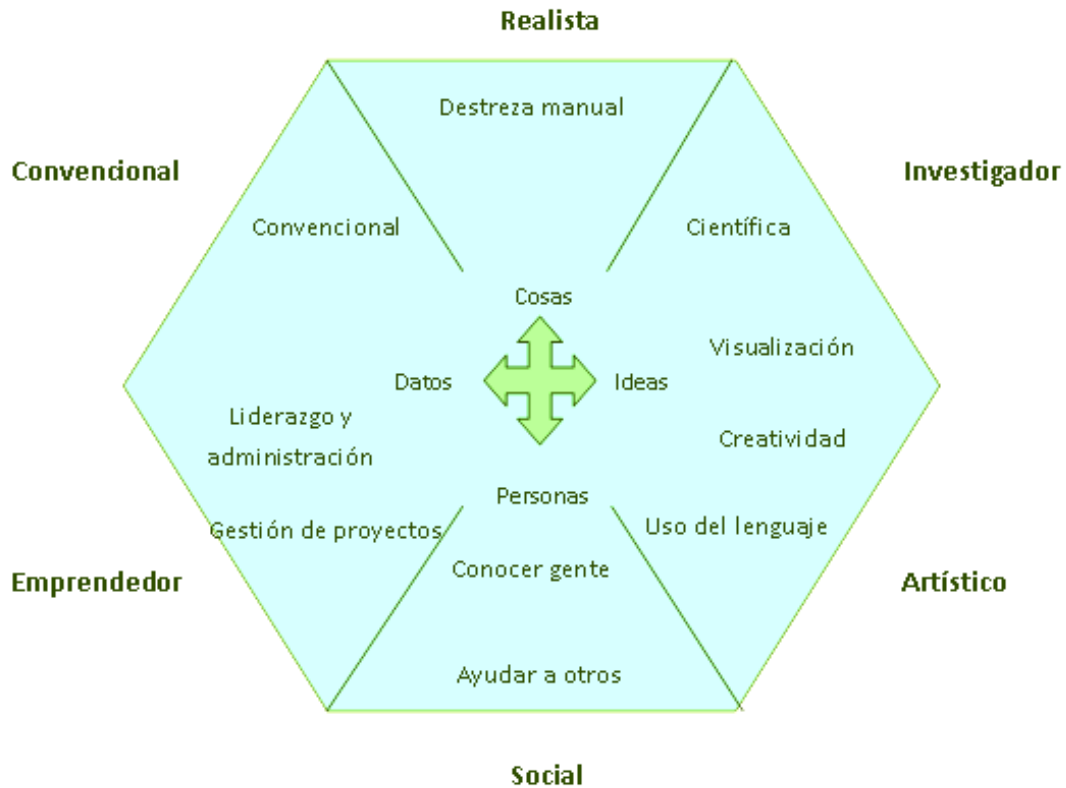 Realista
Destreza manual
Convencional
Investigador
Convencional
Científica
Cosas
Visualización
Datos
Ideas
Liderazgo y
administración
Creatividad
Personas
Gestión de proyectos
Uso del lenguaje
Conocer gente
Emprendedor
Artístico
Ayudar a otros
Social